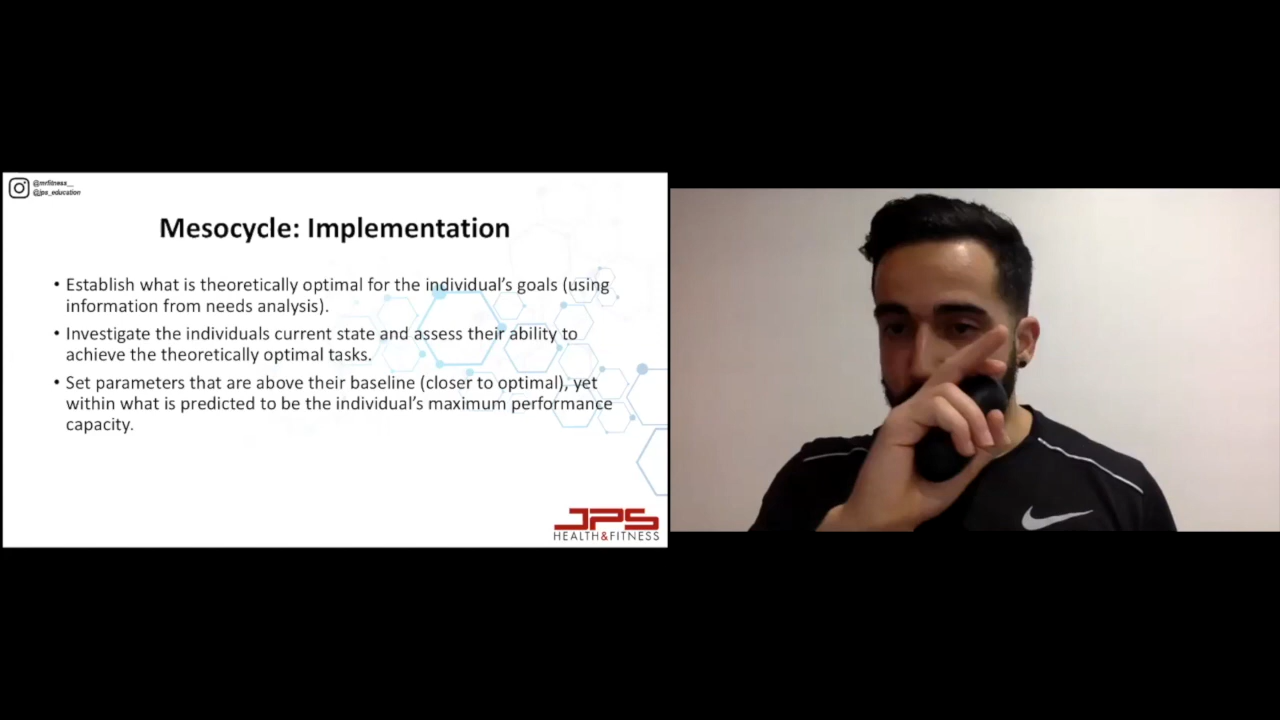 @mrfitness__
@jps_education
Mesocycle: Implementation
• Establish what is theoretically optimal for the individual's goals (using
information from needs analysis).
• Investigate the individuals current state and assess their ability to
achieve the theoretically optimal tasks.
• Set parameters that are above their baseline (closer to optimal), yet
within what is predicted to be the individual's maximum performance
capacity.
JPS
HEALTH&FITNESS